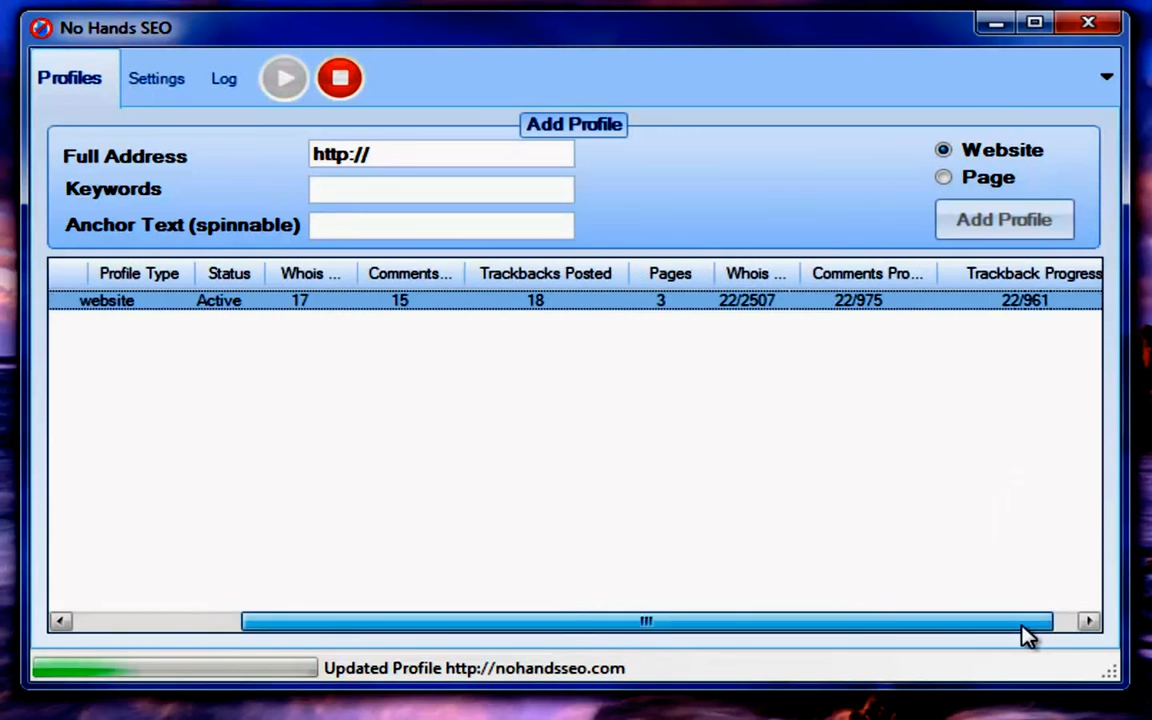 No Hands SEO
Profiles Settings Log
Add Profile
Full Address http://
Website
Page
Keywords
Anchor Text (spinnable)
Add Profile
Profile Type Status Whois ... Comments... Trackbacks Posted Pages Whois ... Comments Pro... Trackback Progress
website Active 17 15 18 3 22/2507 22/975 22/961
Updated Profile http://nohandsseo.com